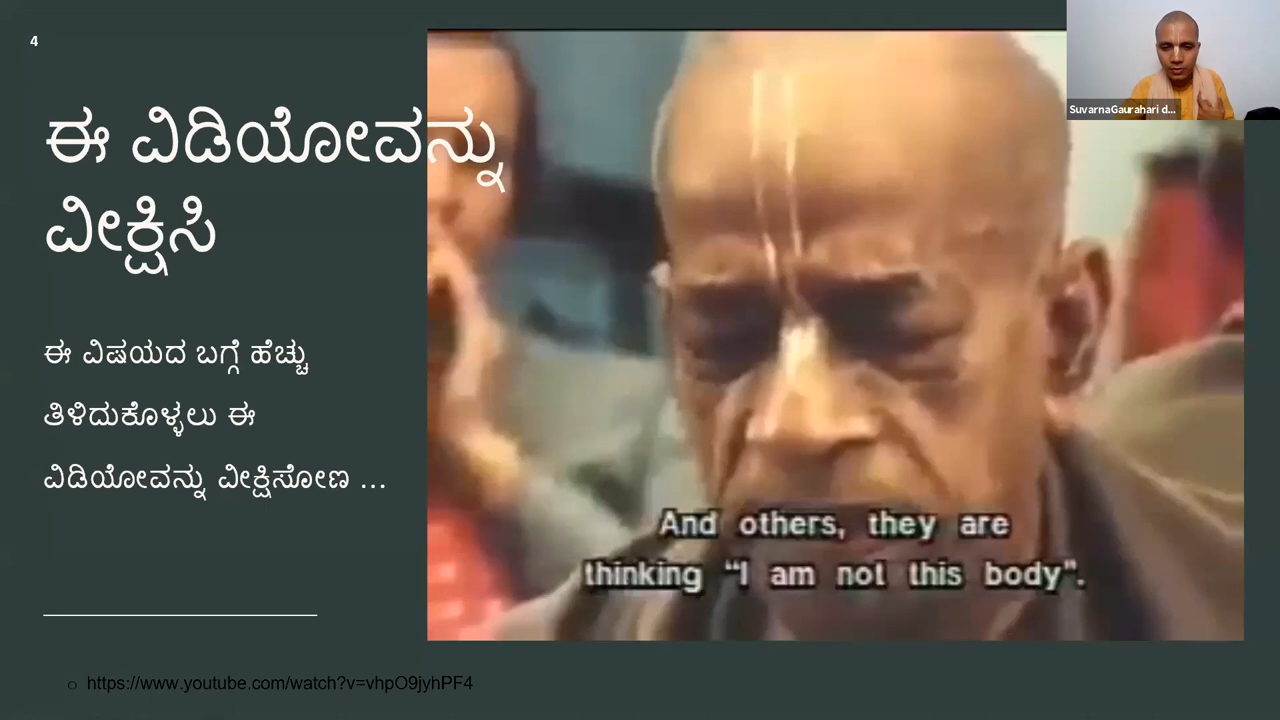 4
ಈ ವಿಡಿಯೋವನ್ನು
ವೀಕ್ಷಿಸಿ
ಈ ವಿಷಯದ ಬಗ್ಗೆ ಹೆಚ್ಚು
ತಿಳಿದುಕೊಳ್ಳಲು ಈ
ವಿಡಿಯೋವನ್ನು ವೀಕ್ಷಿಸೋಣ ...
And others, they are
thinking “I am not this body”.
https://www.youtube.com/watch?v=vhpO9jyhPF4
SuvarnaGaurahari d...